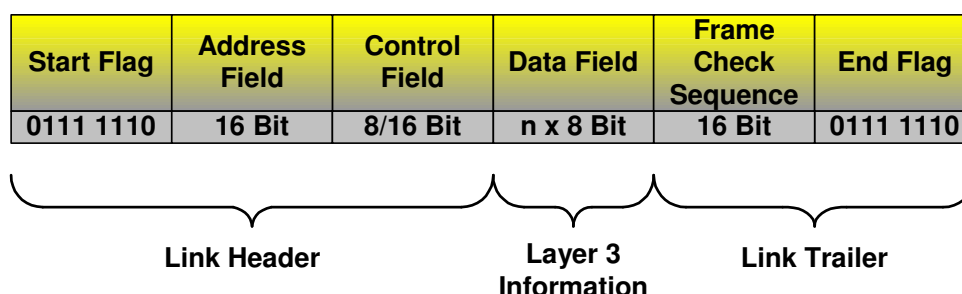 Start Flag
Address
Field
Control
Field
Data Field
Frame
Check
Sequence
End Flag
0111 1110
16 Bit
8/16 Bit
n x 8 Bit
16 Bit
0111 1110
Link Header
Layer 3
Information
Link Trailer